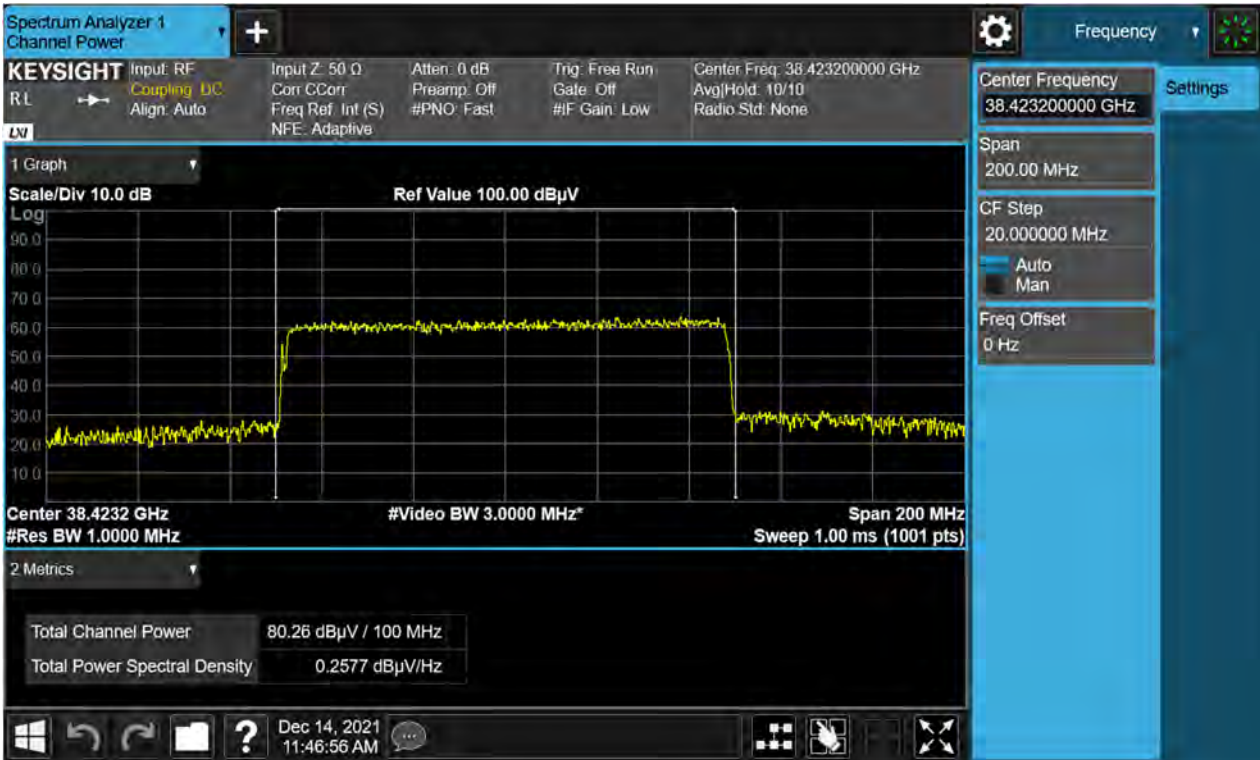 Spectrum Analyzer 1
Channel Power
+
Frequency
KEYSIGHT
RL
LXI
Input: RF
Coupling: DC
Align: Auto
Input Z: 50 Ω
Corr CCorr
Freq Ref: Int (S)
NFE: Adaptive
Atten: 0 dB
Preamp: Off
#PNO: Fast
Trig: Free Run
Gate: Off
#IF Gain: Low
Center Freq: 38.423200000 GHz
Avg|Hold: 10/10
Radio Std: None
Center Frequency
38.423200000 GHz
Settings
Span
200.00 MHz
CF Step
20.000000 MHz
Auto
Man
Freq Offset
0 Hz
1 Graph
Scale/Div 10.0 dB
Ref Value 100.00 dBµV
Log
90.0
80.0
70.0
60.0
50.0
40.0
30.0
20.0
10.0
Center 38.4232 GHz
#Video BW 3.0000 MHz*
Span 200 MHz
#Res BW 1.0000 MHz
Sweep 1.00 ms (1001 pts)
2 Metrics
Total Channel Power 80.26 dBµV / 100 MHz
Total Power Spectral Density 0.2577 dBµV/Hz
?
Dec 14, 2021
11:46:56 AM